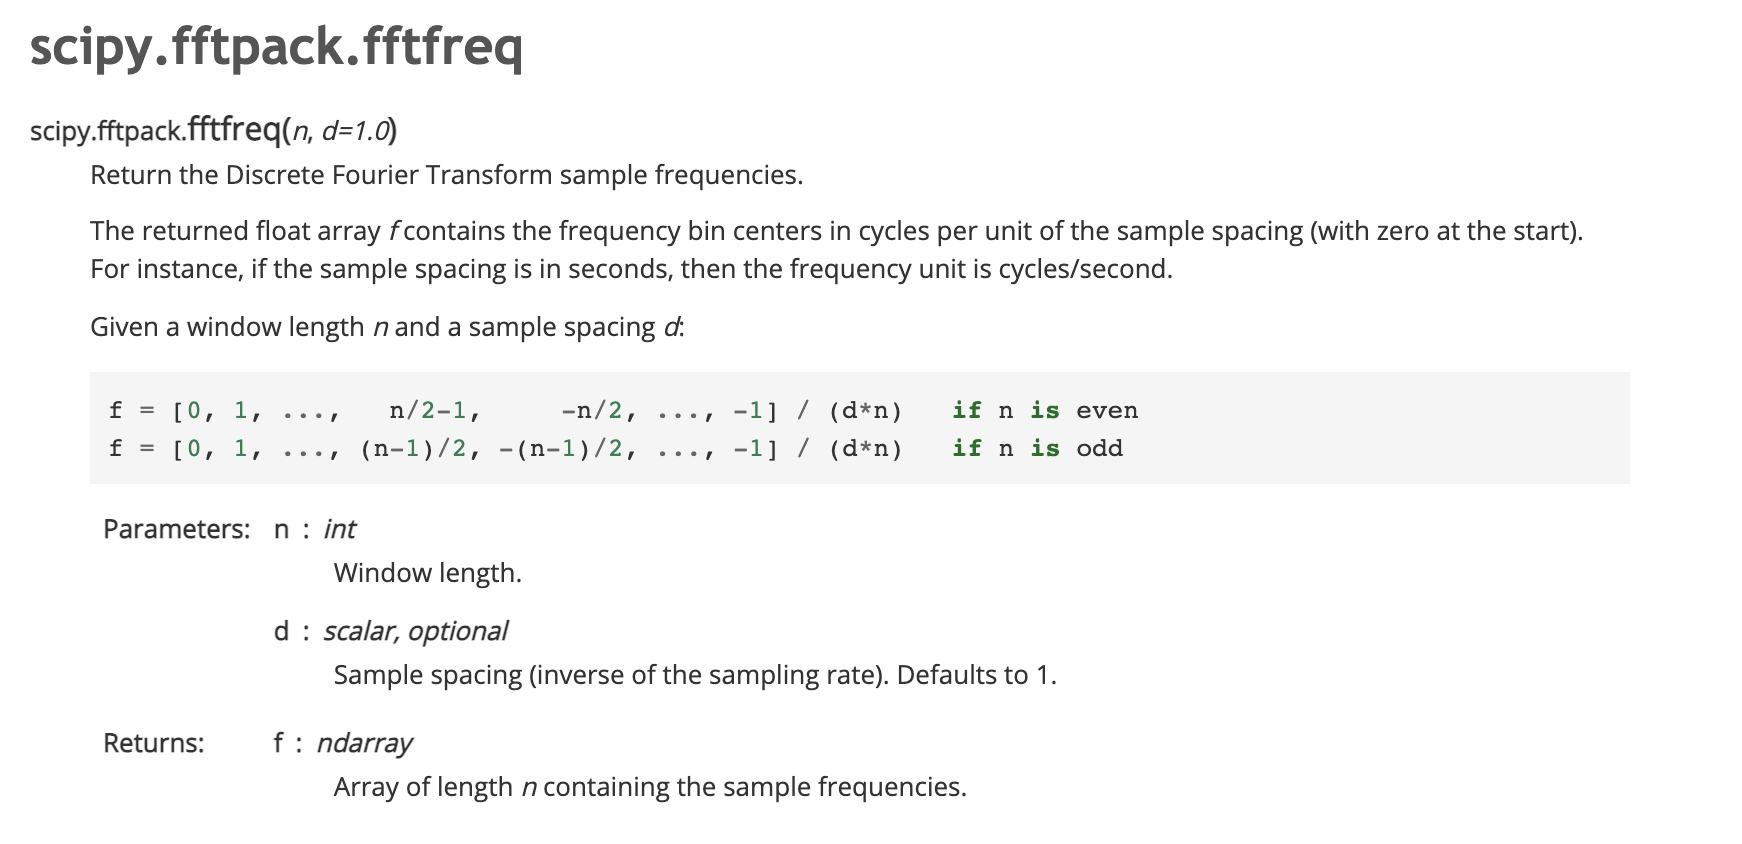 scipy.fftpack.fftfreq
scipy.fftpack.fftfreq(n, d=1.0)
Return the Discrete Fourier Transform sample frequencies.
The returned float array f contains the frequency bin centers in cycles per unit of the sample spacing (with zero at the start).
For instance, if the sample spacing is in seconds, then the frequency unit is cycles/second.
Given a window length n and a sample spacing d:
f = [0, 1, ...,   n/2-1,     -n/2, ..., -1] / (d*n)   if n is even
f = [0, 1, ..., (n-1)/2, -(n-1)/2, ..., -1] / (d*n)   if n is odd
Parameters: n : int
Window length.
d : scalar, optional
Sample spacing (inverse of the sampling rate). Defaults to 1.
Returns: f : ndarray
Array of length n containing the sample frequencies.